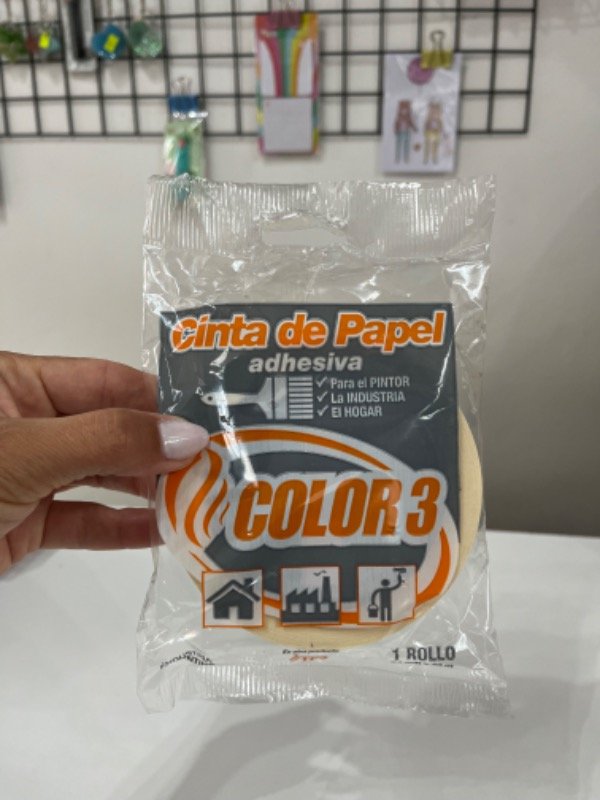 Cinta de Papel
adhesiva
Para el PINTOR
La INDUSTRIA
El HOGAR
COLOR 3
1 ROLLO